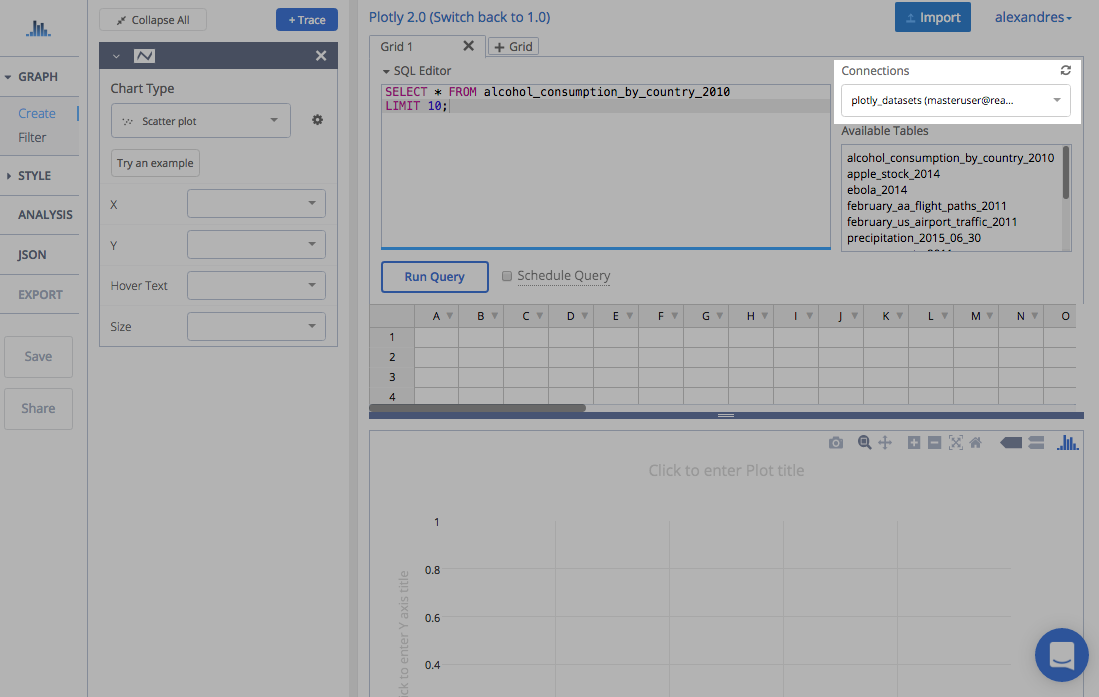 Collapse All
+ Trace
Plotly 2.0 (Switch back to 1.0)
Import
alexandres
GRAPH
Create
Filter
STYLE
ANALYSIS
JSON
EXPORT
Save
Share
Chart Type
Scatter plot
Try an example
X
Y
Hover Text
Size
Grid 1
+ Grid
SQL Editor
SELECT * FROM alcohol_consumption_by_country_2010
LIMIT 10;
Connections
plotly_datasets (masteruser@rea...
Available Tables
alcohol_consumption_by_country_2010
apple_stock_2014
ebola_2014
february_aa_flight_paths_2011
february_us_airport_traffic_2011
precipitation_2015_06_30
Run Query
Schedule Query
A B C D E F G H I J K L M N O
1
2
3
4
Click to enter Plot title
1
0.8
0.6
0.4
ck to enter Y axis title